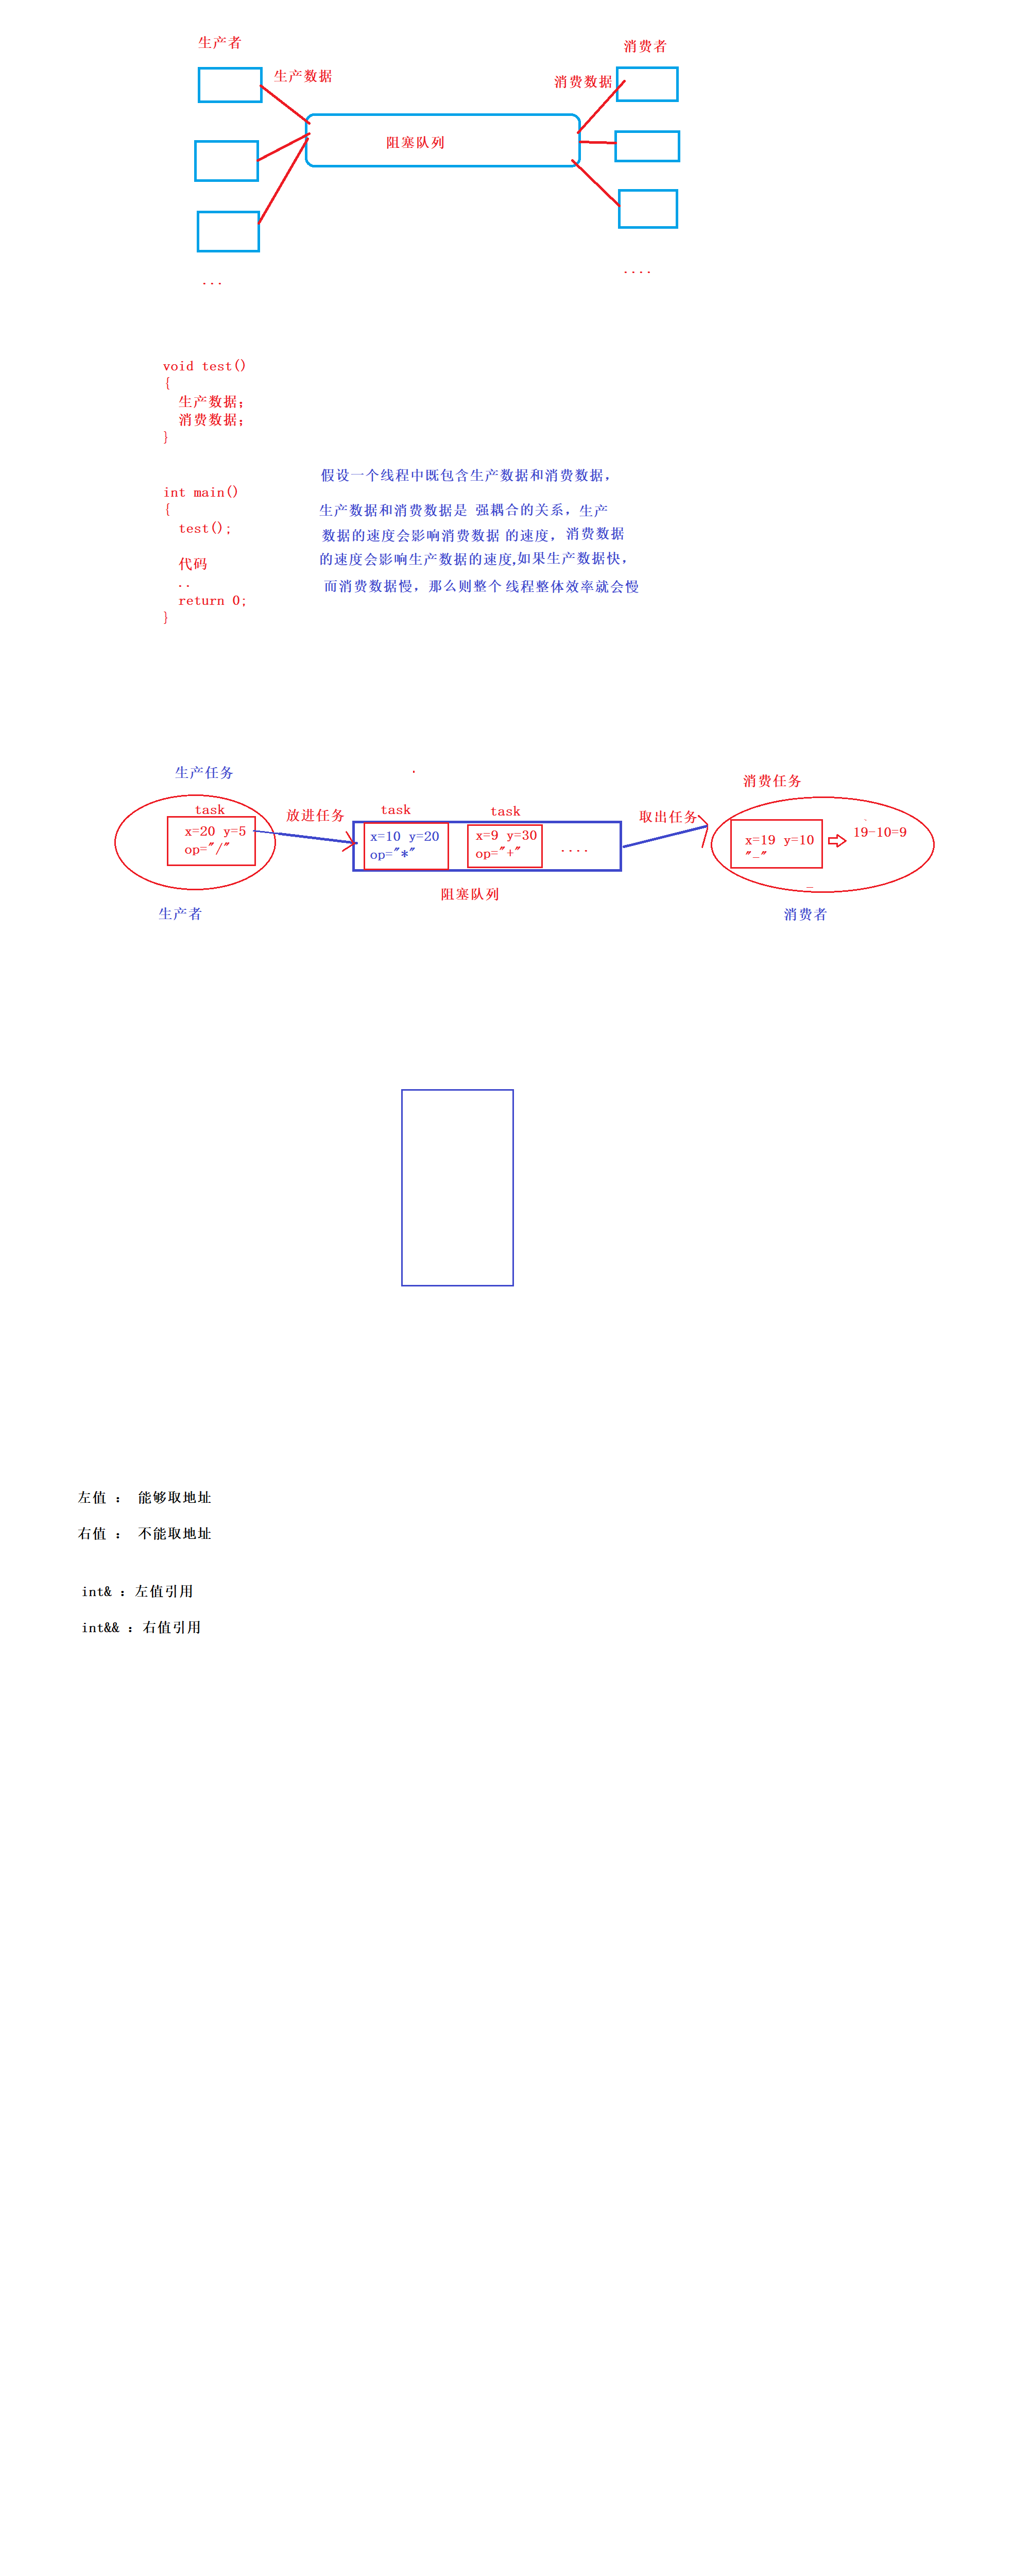 生产者
消费者
生产数据
消费数据
阻塞队列
...
....
void test()
{
生产数据;
消费数据;
}
int main()
{
test();
代码
..
return 0;
}
假设一个线程中既包含生产数据和消费数据，
生产数据和消费数据是 强耦合的关系，生产
数据的速度会影响消费数据 的速度，消费数据
的速度会影响生产数据的速度,如果生产数据快，
而消费数据慢，那么则整个 线程整体效率就会慢
生产任务
消费任务
task
放进任务
task
task
取出任务
x=20 y=5
op="/"
x=10 y=20
op="*"
x=9 y=30
op="+"
....
x=19 y=10
"-"
19-10=9
阻塞队列
生产者
消费者
左值 ： 能够取地址
右值 ： 不能取地址
int& ：左值引用
int&& ：右值引用